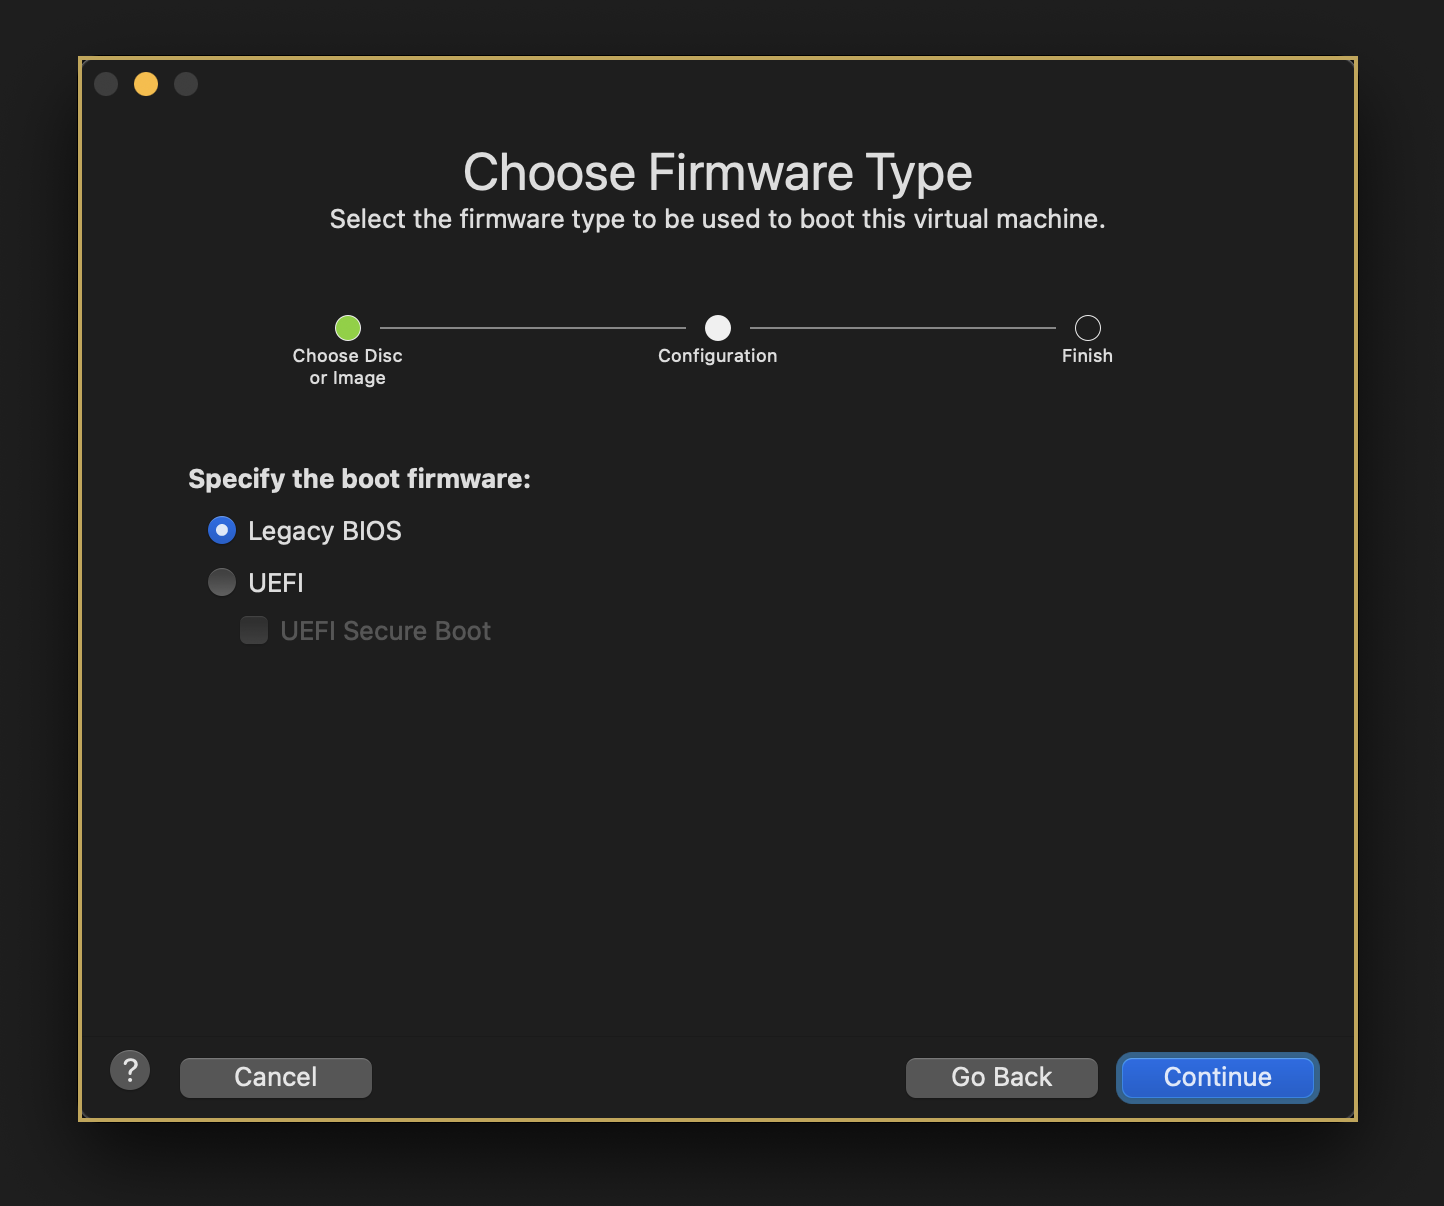 Choose Firmware Type
Select the firmware type to be used to boot this virtual machine.
Choose Disc
or Image
Configuration
Finish
Specify the boot firmware:
Legacy BIOS
UEFI
UEFI Secure Boot
?
Cancel
Go Back
Continue